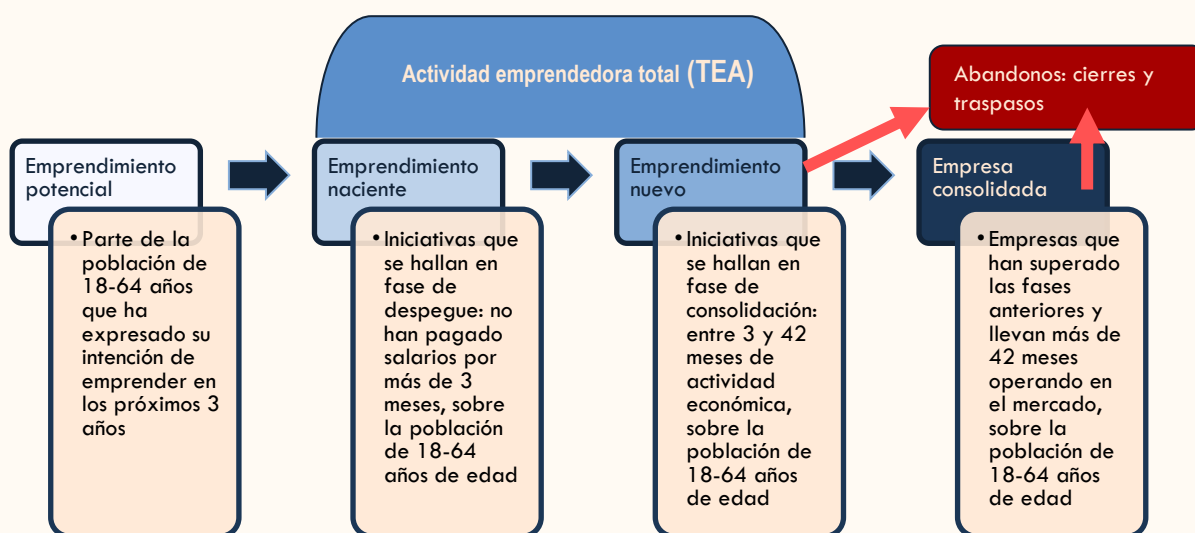 Actividad emprendedora total (TEA)
Abandonos: cierres y
traspasos
Emprendimiento
potencial
Emprendimiento
naciente
Emprendimiento
nuevo
Empresa
consolidada
• Parte de la
población de
18-64 años
que ha
expresado su
intención de
emprender en
los próximos 3
años
• Iniciativas que
se hallan en
fase de
despegue: no
han pagado
salarios por
más de 3
meses, sobre
la población
de 18-64
años de edad
• Iniciativas que
se hallan en
fase de
consolidación:
entre 3 y 42
meses de
actividad
económica,
sobre la
población de
18-64 años
de edad
• Empresas que
han superado
las fases
anteriores y
llevan más de
42 meses
operando en
el mercado,
sobre la
población de
18-64 años de
edad